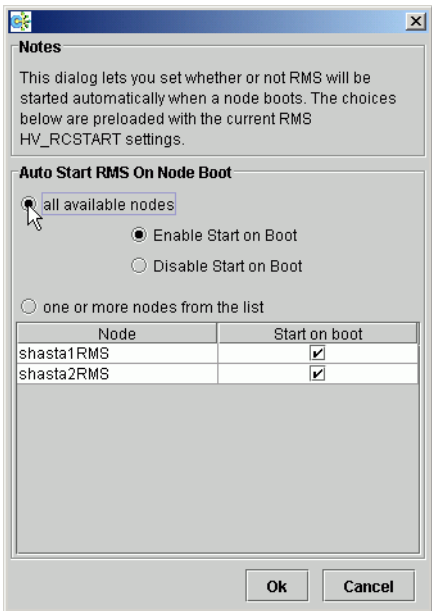 Notes
This dialog lets you set whether or not RMS will be
started automatically when a node boots. The choices
below are preloaded with the current RMS
HV_RCSTART settings.
Auto Start RMS On Node Boot
all available nodes
Enable Start on Boot
Disable Start on Boot
one or more nodes from the list
Node Start on boot
shasta1RMS
shasta2RMS
Ok Cancel